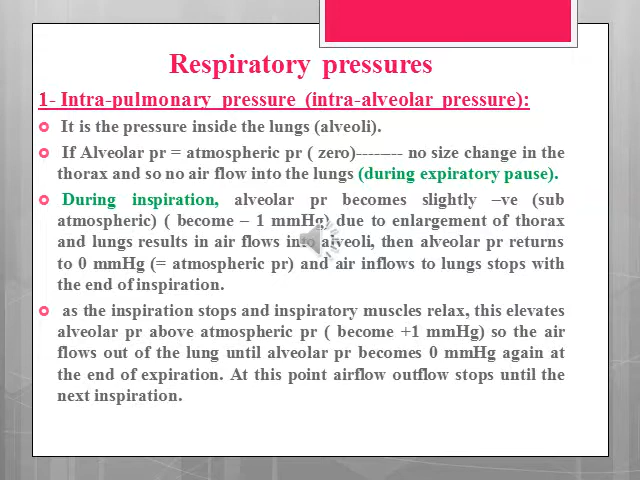 Respiratory pressures
1- Intra-pulmonary pressure (intra-alveolar pressure):
It is the pressure inside the lungs (alveoli).
If Alveolar pr = atmospheric pr ( zero)-------- no size change in the
thorax and so no air flow into the lungs (during expiratory pause).
During inspiration, alveolar pr becomes slightly –ve (sub
atmospheric) ( become – 1 mmHg) due to enlargement of thorax
and lungs results in air flows into alveoli, then alveolar pr returns
to 0 mmHg (= atmospheric pr) and air inflows to lungs stops with
the end of inspiration.
as the inspiration stops and inspiratory muscles relax, this elevates
alveolar pr above atmospheric pr ( become +1 mmHg) so the air
flows out of the lung until alveolar pr becomes 0 mmHg again at
the end of expiration. At this point airflow outflow stops until the
next inspiration.